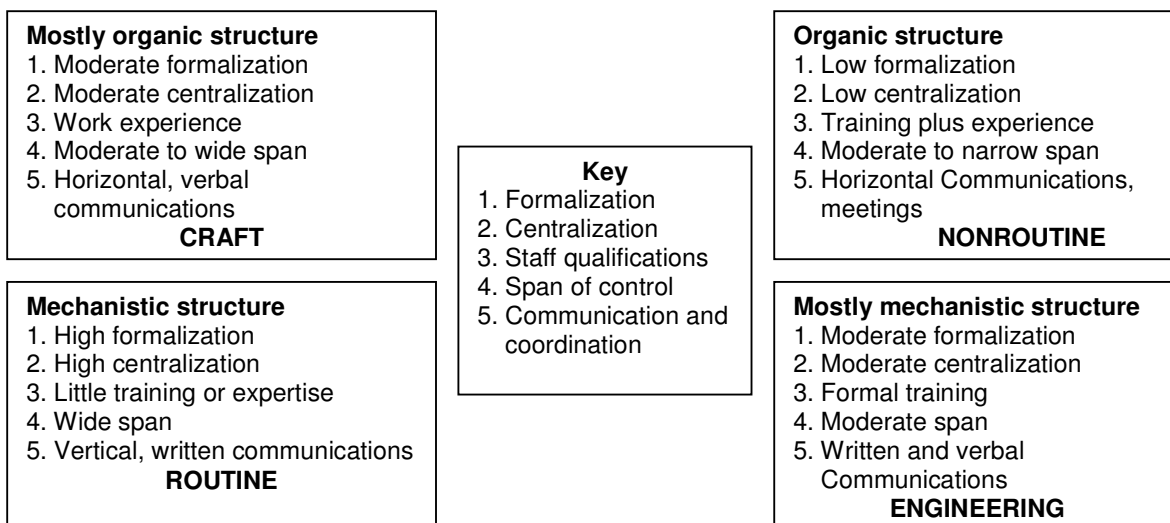 Mostly organic structure
1. Moderate formalization
2. Moderate centralization
3. Work experience
4. Moderate to wide span
5. Horizontal, verbal
communications
CRAFT
Organic structure
1. Low formalization
2. Low centralization
3. Training plus experience
4. Moderate to narrow span
5. Horizontal Communications,
meetings
NONROUTINE
Key
1. Formalization
2. Centralization
3. Staff qualifications
4. Span of control
5. Communication and
coordination
Mechanistic structure
1. High formalization
2. High centralization
3. Little training or expertise
4. Wide span
5. Vertical, written communications
ROUTINE
Mostly mechanistic structure
1. Moderate formalization
2. Moderate centralization
3. Formal training
4. Moderate span
5. Written and verbal
Communications
ENGINEERING